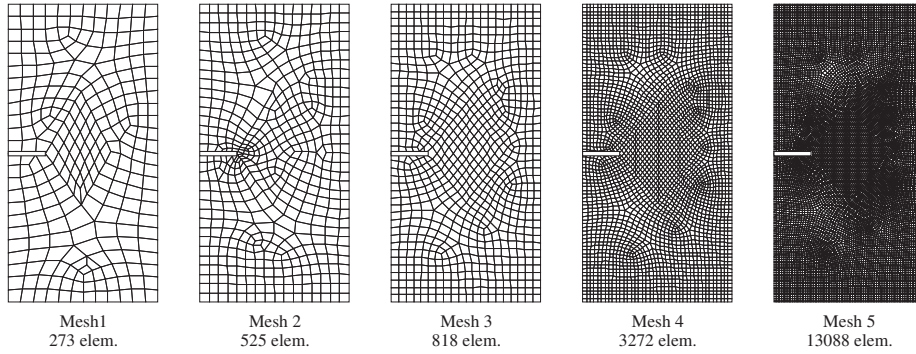 Mesh1
273 elem.
Mesh 2
525 elem.
Mesh 3
818 elem.
Mesh 4
3272 elem.
Mesh 5
13088 elem.